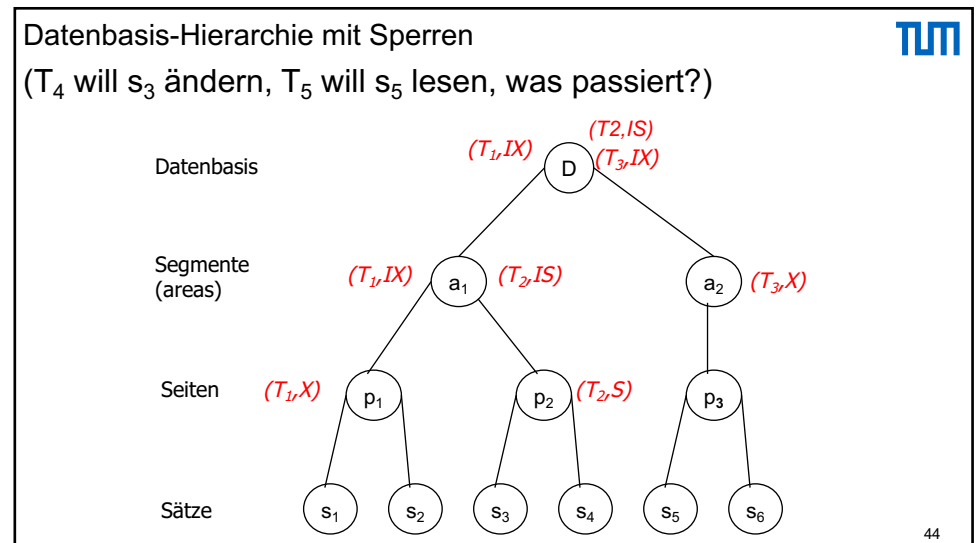 Datenbasis-Hierarchie mit Sperren
TUM
(T₄ will s₃ ändern, T₅ will s₅ lesen, was passiert?)
(T2,IS)
Datenbasis (T₁,IX) D (T₃,IX)
Segmente
(areas) (T₁,IX) a₁ (T₂,IS) a₂ (T₃,X)
Seiten (T₁,X) p₁ p₂ (T₂,S) p₃
Sätze s₁ s₂ s₃ s₄ s₅ s₆
44